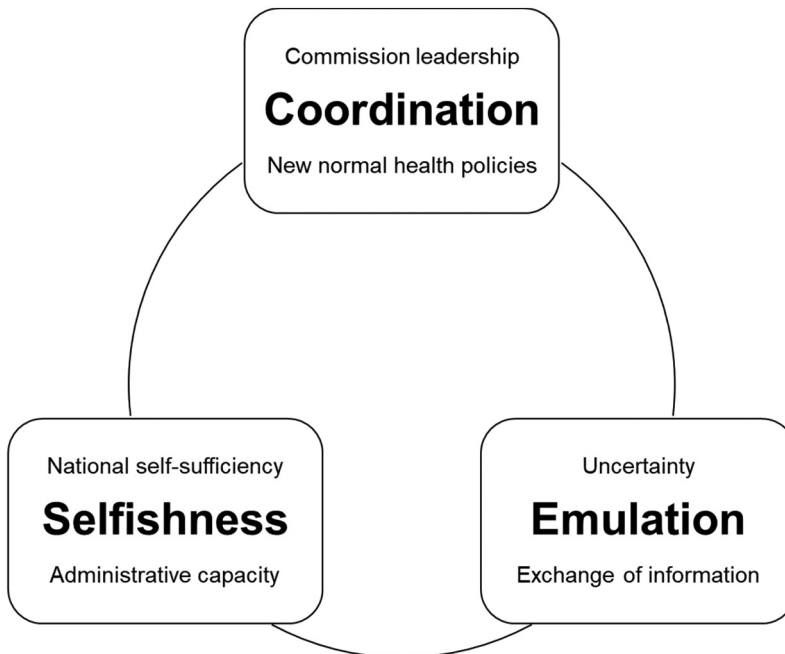 Commission leadership
Coordination
New normal health policies
National self-sufficiency
Selfishness
Administrative capacity
Uncertainty
Emulation
Exchange of information